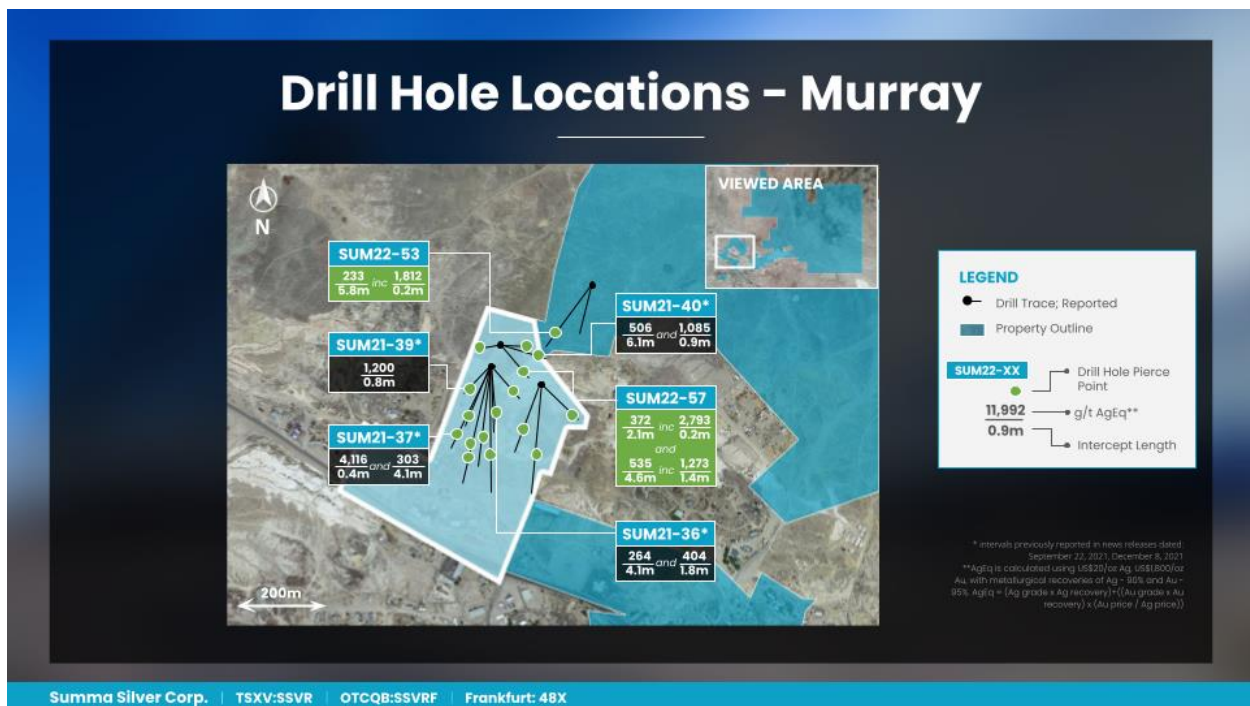 Drill Hole Locations - Murray
N
VIEWED AREA
SUM22-53
233 inc 1,812
5.8m 0.2m
SUM21-40*
506 and 1,085
6.1m 0.9m
SUM21-39*
1,200
0.8m
SUM22-57
372 inc 2,793
2.1m 0.2m
and
535 inc 1,273
4.6m 1.4m
SUM21-37*
4,116 and 303
0.4m 4.1m
SUM21-36*
264 and 404
4.1m 1.8m
200m
LEGEND
Drill Trace; Reported
Property Outline
SUM22-XX
Drill Hole Pierce
Point
11,992
g/t AgEq**
0.9m
Intercept Length
* intervals previously reported in news releases dated:
September 22, 2021, December 8, 2021
**AgEq is calculated using US$20/oz Ag, US$1,800/oz
Au, with metallurgical recoveries of Ag - 90% and Au -
95%. AgEq = (Ag grade x Ag recovery)+((Au grade x Au
recovery) x (Au price / Ag price))
Summa Silver Corp. | TSXV:SSVR | OTCQB:SSVRF | Frankfurt: 48X